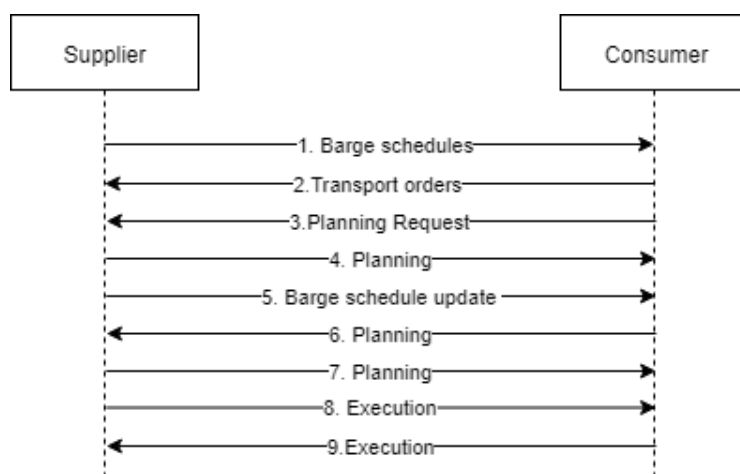 Supplier
Consumer
1. Barge schedules
2.Transport orders
3.Planning Request
4. Planning
5. Barge schedule update
6. Planning
7. Planning
8. Execution
9.Execution